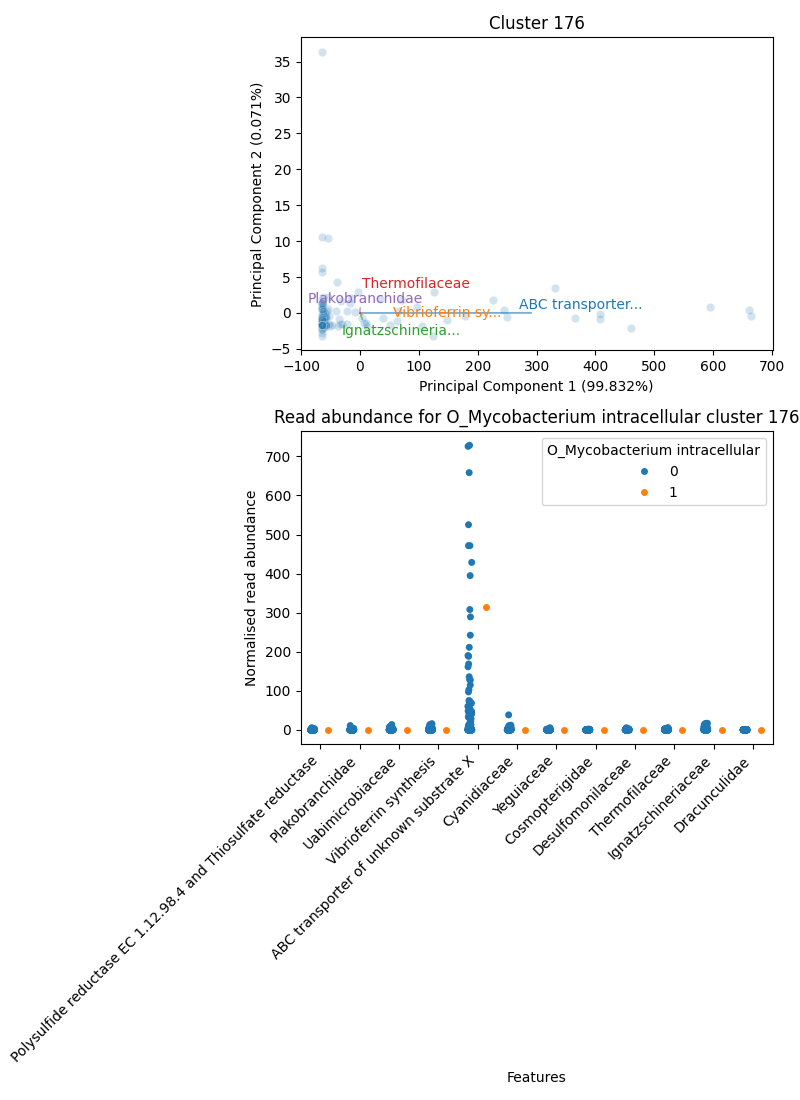 Cluster 176
Principal Component 2 (0.071%)
35
30
25
20
15
10
5
0
−5
Thermofilaceae
Plakobranchidae
ABC transporter...
Vibrioferrin sy...
Ignatzschineria...
−100
0
100
200
300
400
500
600
700
Principal Component 1 (99.832%)
Read abundance for O_Mycobacterium intracellular cluster 176
Normalised read abundance
700
600
500
400
300
200
100
0
O_Mycobacterium intracellular
0
1
Polysulfide reductase EC 1.12.98.4 and Thiosulfate reductase
Plakobranchidae
Uabimicrobiaceae
Vibrioferrin synthesis
ABC transporter of unknown substrate X
Cyanidiaceae
Yeguiaceae
Cosmopterigidae
Desulfomonilaceae
Thermofilaceae
Ignatzschineriaceae
Dracunculidae
Features